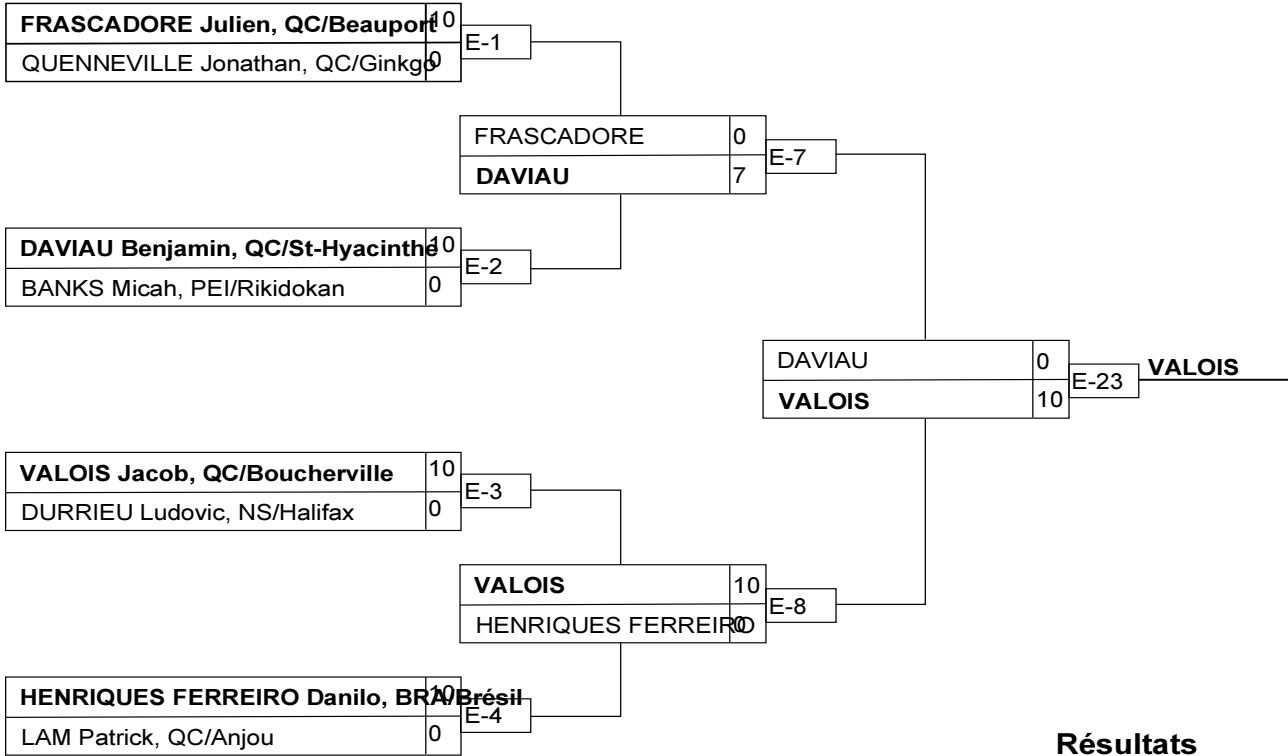 FRASCADORE Julien, QC/Beauport 10
QUENNEVILLE Jonathan, QC/Ginkgo 0
E-1
FRASCADORE 0
DAVIAU 7
E-7
DAVIAU Benjamin, QC/St-Hyacinthe 10
BANKS Micah, PEI/Rikidokan 0
E-2
DAVIAU 0
VALOIS 10
E-23
VALOIS
VALOIS Jacob, QC/Boucherville 10
DURRIEU Ludovic, NS/Halifax 0
E-3
VALOIS 10
HENRIQUES FERREIRO 0
E-8
HENRIQUES FERREIRO Danilo, BRA/Brésil 10
LAM Patrick, QC/Anjou 0
E-4
Résultats